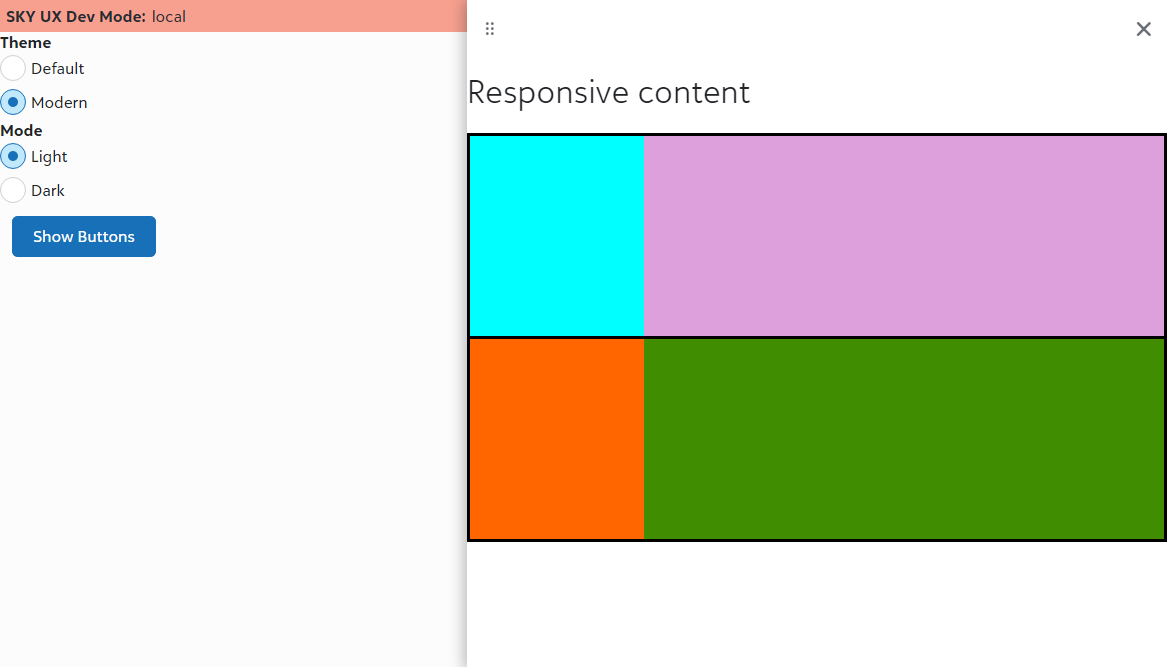 SKY UX Dev Mode: local
Theme
Default
Modern
Mode
Light
Dark
Show Buttons
Responsive content